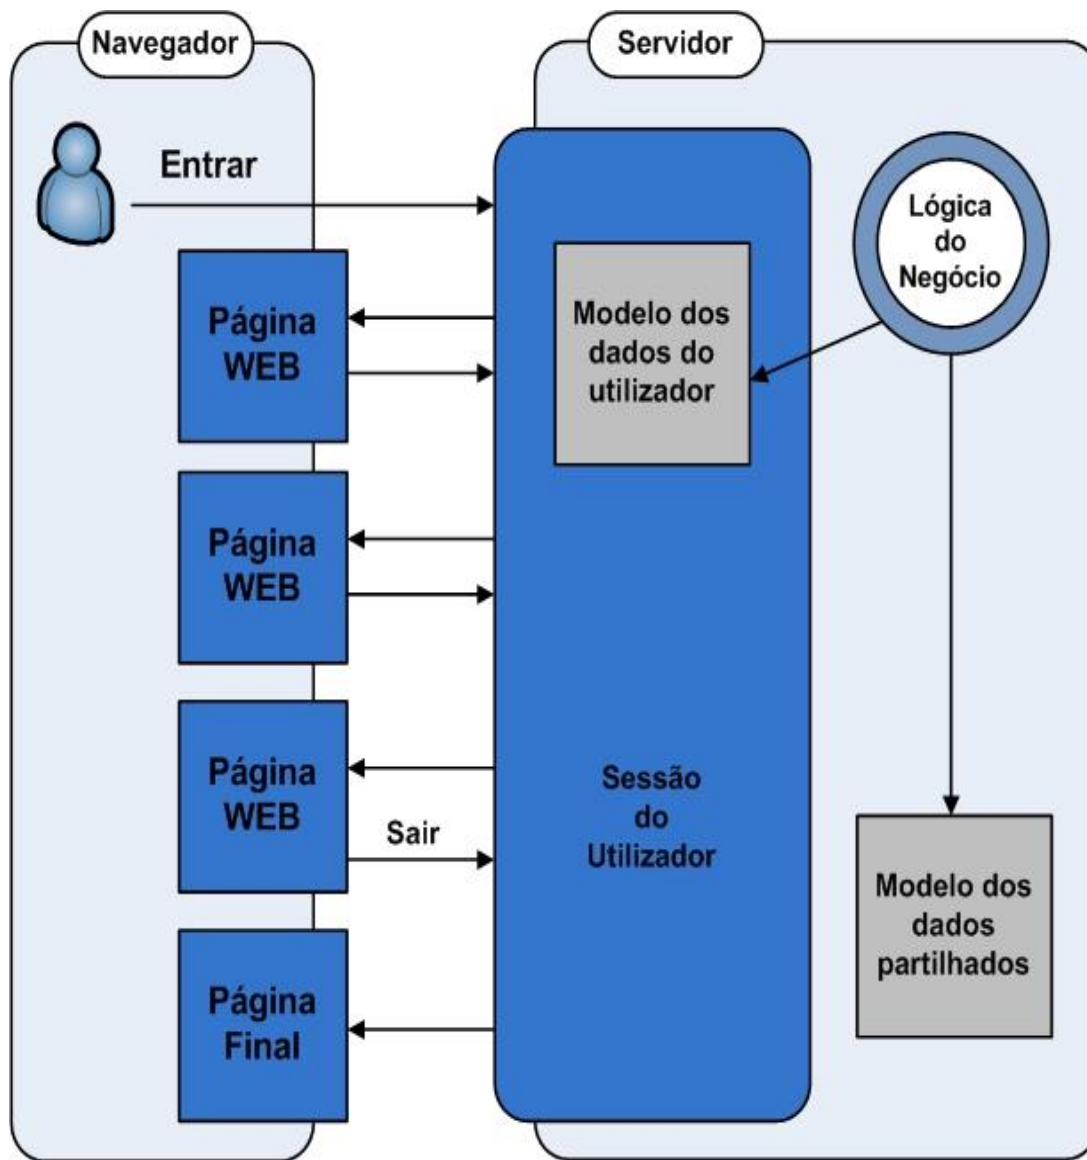 Navegador
Servidor
Entrar
Lógica
do
Negócio
Página
WEB
Modelo dos
dados do
utilizador
Página
WEB
Página
WEB
Sair
Sessão
do
Utilizador
Modelo dos
dados
partilhados
Página
Final